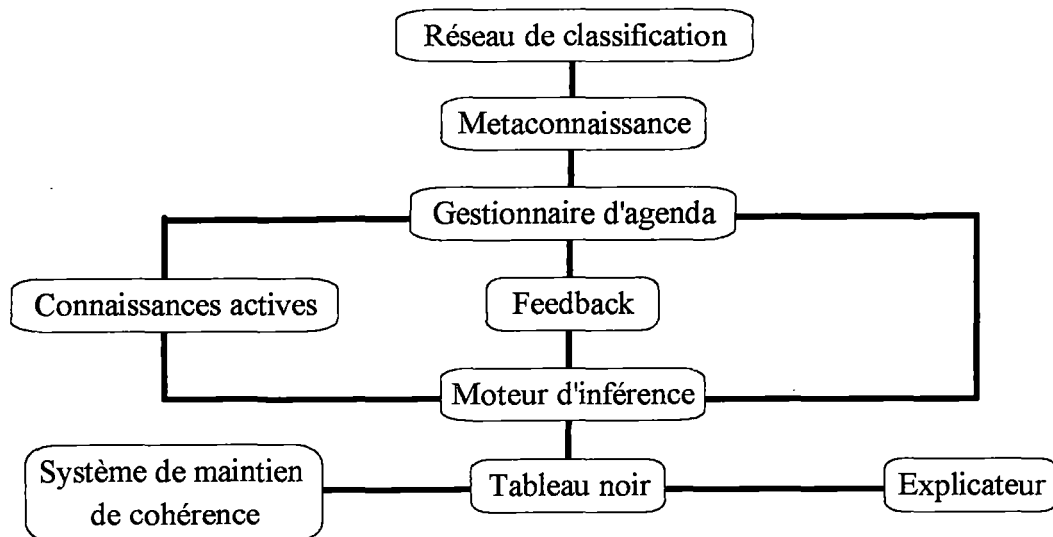 Réseau de classification
Metaconnaissance
Gestionnaire d'agenda
Connaissances actives
Feedback
Moteur d'inférence
Système de maintien
de cohérence
Tableau noir
Explicateur